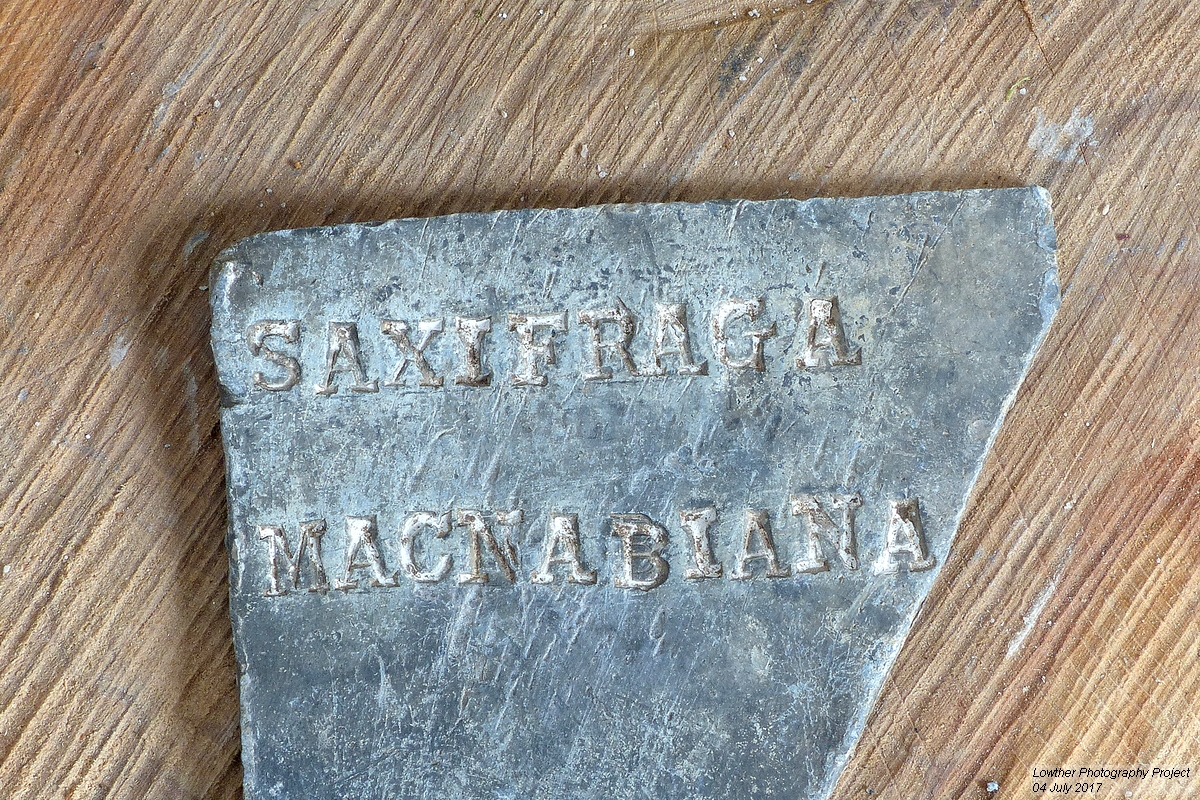 SAXIFRAGA
MACNABIANA
Lowther Photography Project
04 July 2017